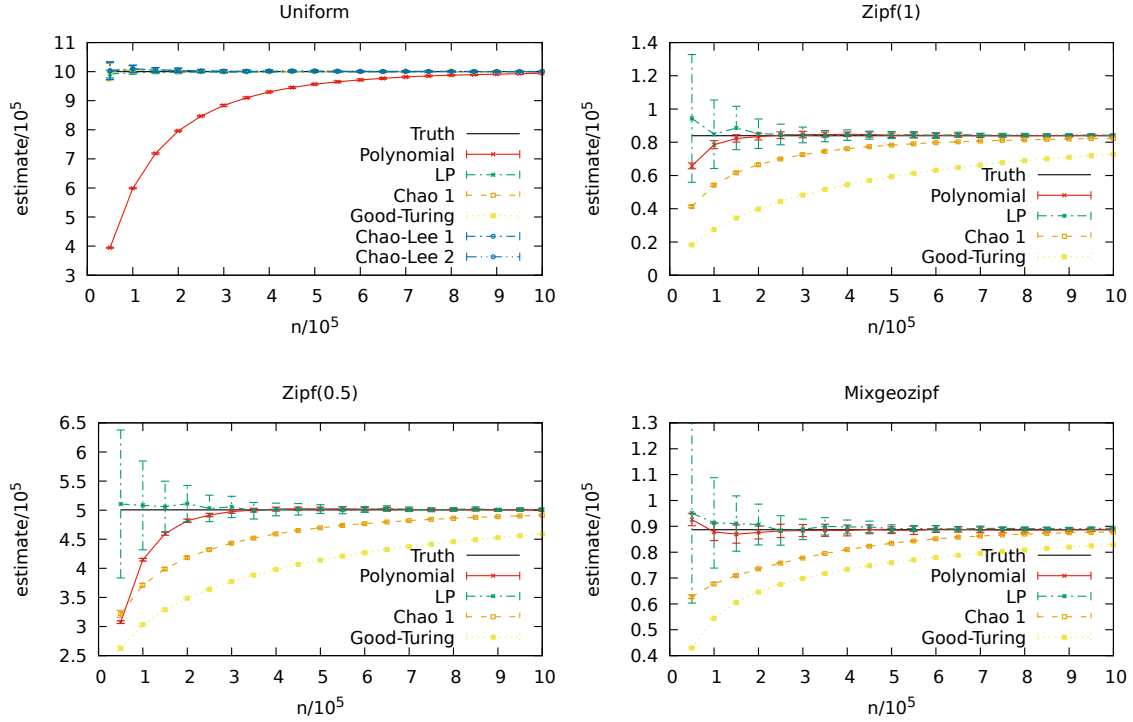 Uniform
11
10
9
8
7
6
5
4
3
estimate/10^5
Truth
Polynomial
LP
Chao 1
Good-Turing
Chao-Lee 1
Chao-Lee 2
0 1 2 3 4 5 6 7 8 9 10
n/10^5
Zipf(1)
1.4
1.2
1
0.8
0.6
0.4
0.2
0
estimate/10^5
Truth
Polynomial
LP
Chao 1
Good-Turing
0 1 2 3 4 5 6 7 8 9 10
n/10^5
Zipf(0.5)
6.5
6
5.5
5
4.5
4
3.5
3
2.5
estimate/10^5
Truth
Polynomial
LP
Chao 1
Good-Turing
0 1 2 3 4 5 6 7 8 9 10
n/10^5
Mixgeozipf
1.3
1.2
1.1
1
0.9
0.8
0.7
0.6
0.5
0.4
estimate/10^5
Truth
Polynomial
LP
Chao 1
Good-Turing
0 1 2 3 4 5 6 7 8 9 10
n/10^5